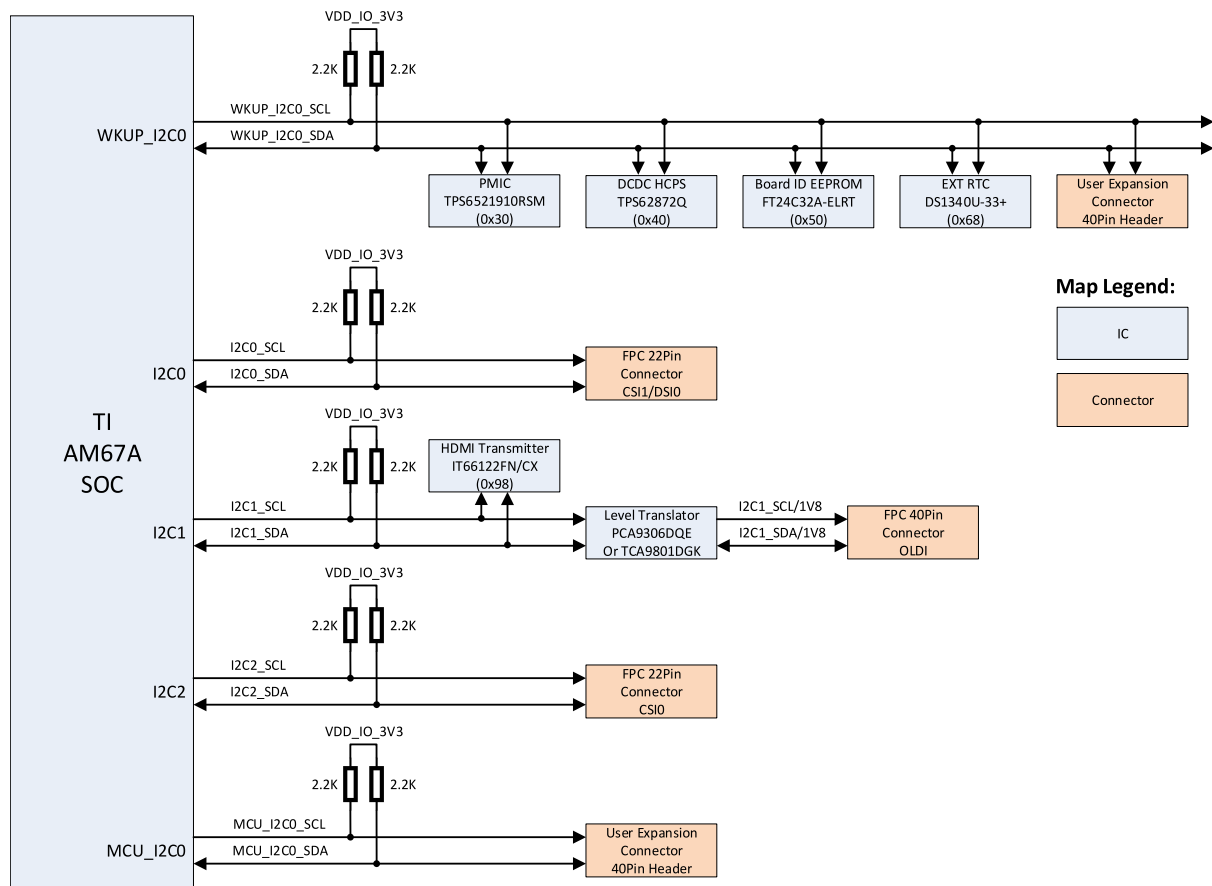 VDD_IO_3V3
2.2K 2.2K
WKUP_I2C0_SCL
WKUP_I2C0
WKUP_I2C0_SDA
PMIC
TPS6521910RSM
(0x30)
DCDC HCPS
TPS62872Q
(0x40)
Board ID EEPROM
FT24C32A-ELRT
(0x50)
EXT RTC
DS1340U-33+
(0x68)
User Expansion
Connector
40Pin Header
VDD_IO_3V3
2.2K 2.2K
Map Legend:
IC
Connector
I2C0_SCL
I2C0
I2C0_SDA
FPC 22Pin
Connector
CSI1/DSI0
TI
AM67A
SOC
VDD_IO_3V3
2.2K 2.2K
HDMI Transmitter
IT66122FN/CX
(0x98)
I2C1_SCL
I2C1
I2C1_SDA
Level Translator
PCA9306DQE
Or TCA9801DGK
I2C1_SCL/1V8
I2C1_SDA/1V8
FPC 40Pin
Connector
OLDI
VDD_IO_3V3
2.2K 2.2K
I2C2_SCL
I2C2
I2C2_SDA
FPC 22Pin
Connector
CSI0
VDD_IO_3V3
2.2K 2.2K
MCU_I2C0_SCL
MCU_I2C0
MCU_I2C0_SDA
User Expansion
Connector
40Pin Header